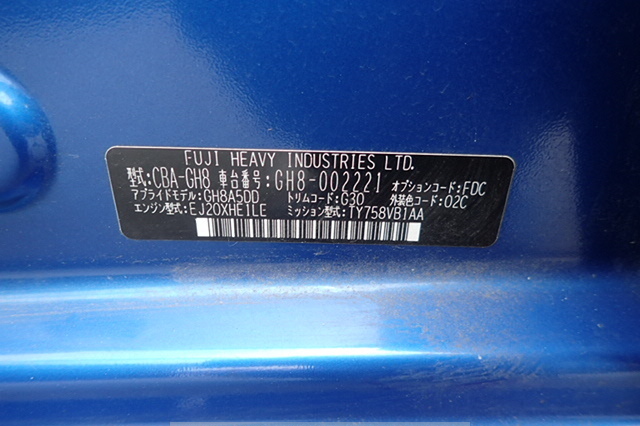 FUJI HEAVY INDUSTRIES LTD.
型式:CBA-GH8 車台番号:GH8-002221 オプションコード:FDC
アプライドモデル:GH8A5DD トリムコード:G30 外装色コード:02C
エンジン型式:EJ20XHE1LE ミッション型式:TY758VB1AA